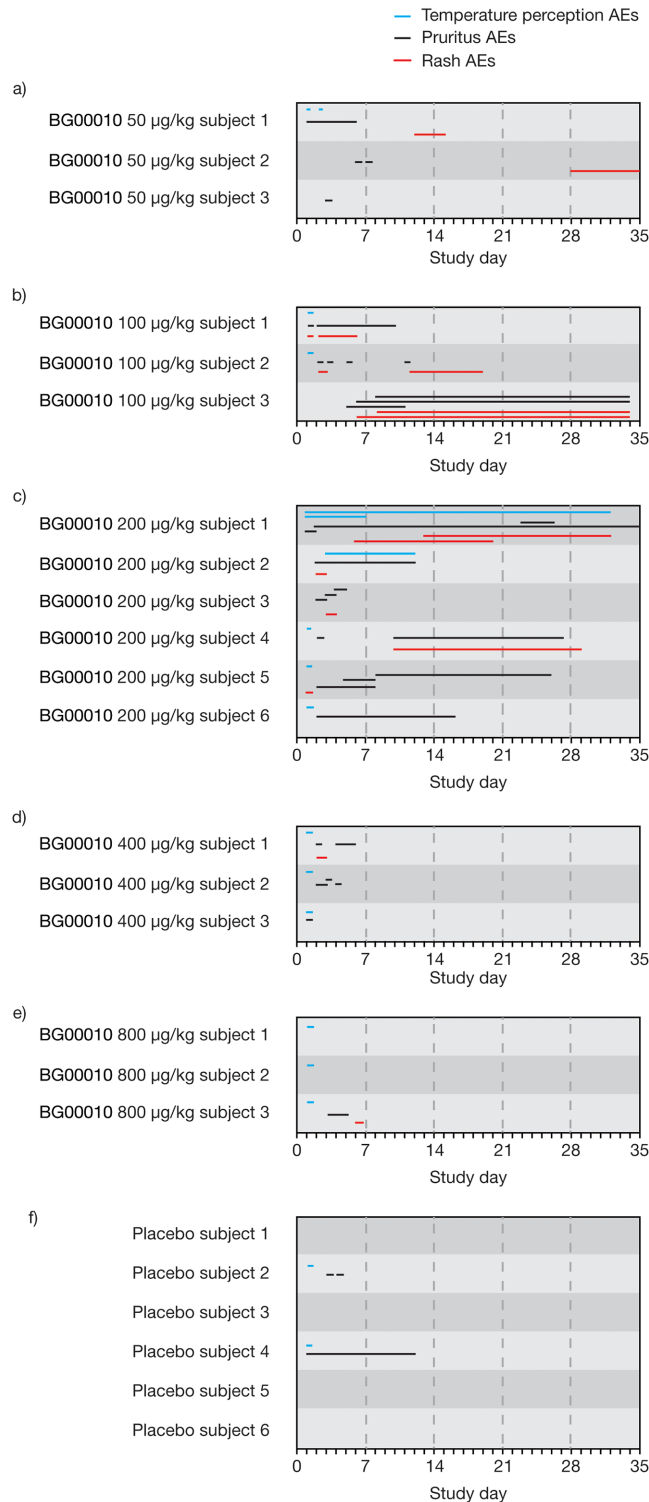 Temperature perception AEs
Pruritus AEs
Rash AEs
a)
BG00010 50 µg/kg subject 1
BG00010 50 µg/kg subject 2
BG00010 50 µg/kg subject 3
0 7 14 21 28 35
Study day
b)
BG00010 100 µg/kg subject 1
BG00010 100 µg/kg subject 2
BG00010 100 µg/kg subject 3
0 7 14 21 28 35
Study day
c)
BG00010 200 µg/kg subject 1
BG00010 200 µg/kg subject 2
BG00010 200 µg/kg subject 3
BG00010 200 µg/kg subject 4
BG00010 200 µg/kg subject 5
BG00010 200 µg/kg subject 6
0 7 14 21 28 35
Study day
d)
BG00010 400 µg/kg subject 1
BG00010 400 µg/kg subject 2
BG00010 400 µg/kg subject 3
0 7 14 21 28 35
Study day
e)
BG00010 800 µg/kg subject 1
BG00010 800 µg/kg subject 2
BG00010 800 µg/kg subject 3
0 7 14 21 28 35
Study day
f)
Placebo subject 1
Placebo subject 2
Placebo subject 3
Placebo subject 4
Placebo subject 5
Placebo subject 6
0 7 14 21 28 35
Study day